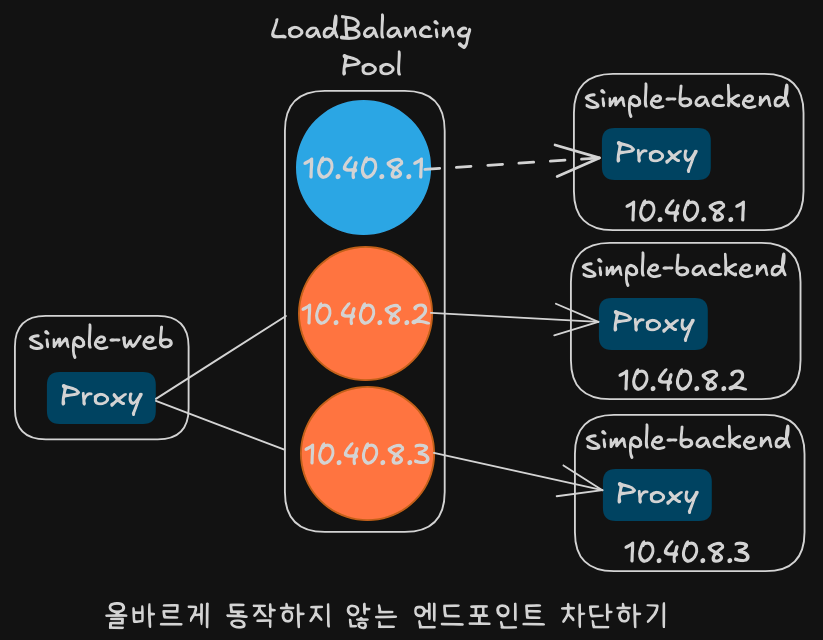 LoadBalancing
Pool
10.40.8.1
10.40.8.2
10.40.8.3
simple-web
Proxy
simple-backend
Proxy
10.40.8.1
simple-backend
Proxy
10.40.8.2
simple-backend
Proxy
10.40.8.3
올바르게 동작하지 않는 엔드포인트 차단하기